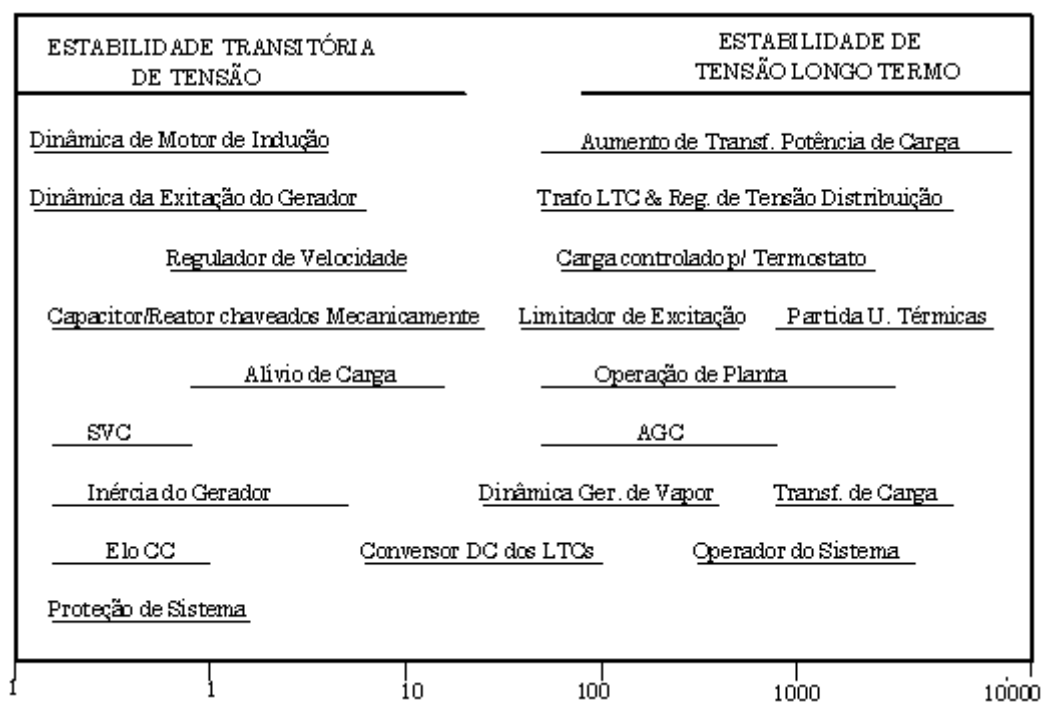 ESTABILIDADE TRANSITÓRIA
DE TENSÃO
ESTABILIDADE DE
TENSÃO LONGO TERMO
Dinâmica de Motor de Indução
Aumento de Transf. Potência de Carga
Dinâmica da Exitação do Gerador
Trafo LTC & Reg. de Tensão Distribuição
Regulador de Velocidade
Carga controlado p/ Termostato
Capacitor/Reator chaveados Mecanicamente
Limitador de Excitação
Partida U. Térmicas
Alívio de Carga
Operação de Planta
SVC
AGC
Inércia do Gerador
Dinâmica Ger. de Vapor
Transf. de Carga
Elo CC
Conversor DC dos LTCs
Operador do Sistema
Proteção de Sistema
1 1 10 100 1000 10000